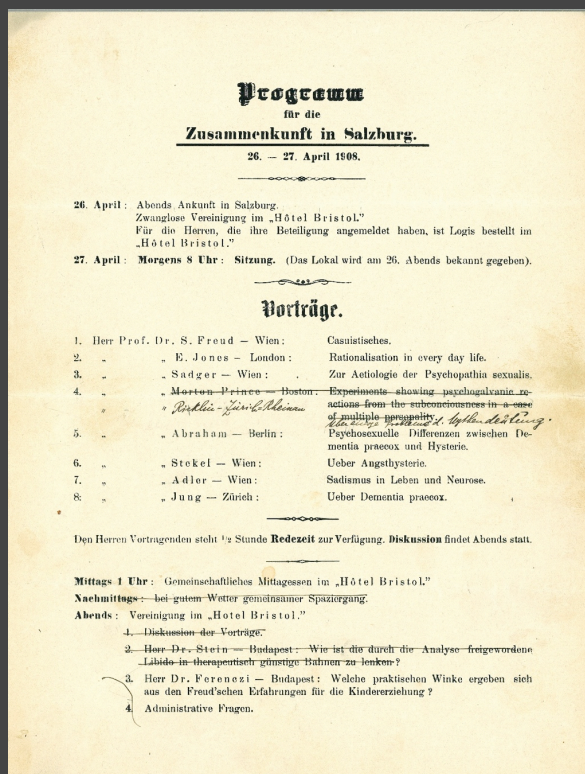 Programm
für die
Zusammenkunft in Salzburg.
26. — 27. April 1908.
26. April : Abends Ankunft in Salzburg.
Zwanglose Vereinigung im „Hôtel Bristol."
Für die Herren, die ihre Beteiligung angemeldet haben, ist Logis bestellt im
„Hôtel Bristol."
27. April : Morgens 8 Uhr : Sitzung. (Das Lokal wird am 26. Abends bekannt gegeben).
Vorträge.
1. Herr Prof. Dr. S. Freud — Wien : Casuistisches.
2. „ „ E. Jones — London : Rationalisation in every day life.
3. „ „ Sadger — Wien : Zur Aetiologie der Psychopathia sexualis.
4. „ „ Morton Prince — Boston : Experiments showing psychogalvanic re-
actions from the subconsciousness in a case
„ „ Riklin - Zürich-Rheinau
of multiple personality.
Über einige Probleme d. Mythendeutung.
5. „ „ Abraham — Berlin : Psychosexuelle Differenzen zwischen De-
mentia praecox und Hysterie.
6. „ „ Stekel — Wien : Ueber Angsthysterie.
7. „ „ Adler — Wien : Sadismus in Leben und Neurose.
8: „ „ Jung — Zürich : Ueber Dementia praecox.
Den Herren Vortragenden steht 1/2 Stunde Redezeit zur Verfügung. Diskussion findet Abends statt.
Mittags 1 Uhr : Gemeinschaftliches Mittagessen im „Hôtel Bristol."
Nachmittags : bei gutem Wetter gemeinsamer Spaziergang.
Abends : Vereinigung im „Hotel Bristol."
1. Diskussion der Vorträge.
2. Herr Dr. Stein — Budapest : Wie ist die durch die Analyse freigewordene
Libido in therapeutisch günstige Bahnen zu lenken ?
3. Herr Dr. Ferenczi — Budapest : Welche praktischen Winke ergeben sich
aus den Freud'schen Erfahrungen für die Kindererziehung ?
4. Administrative Fragen.